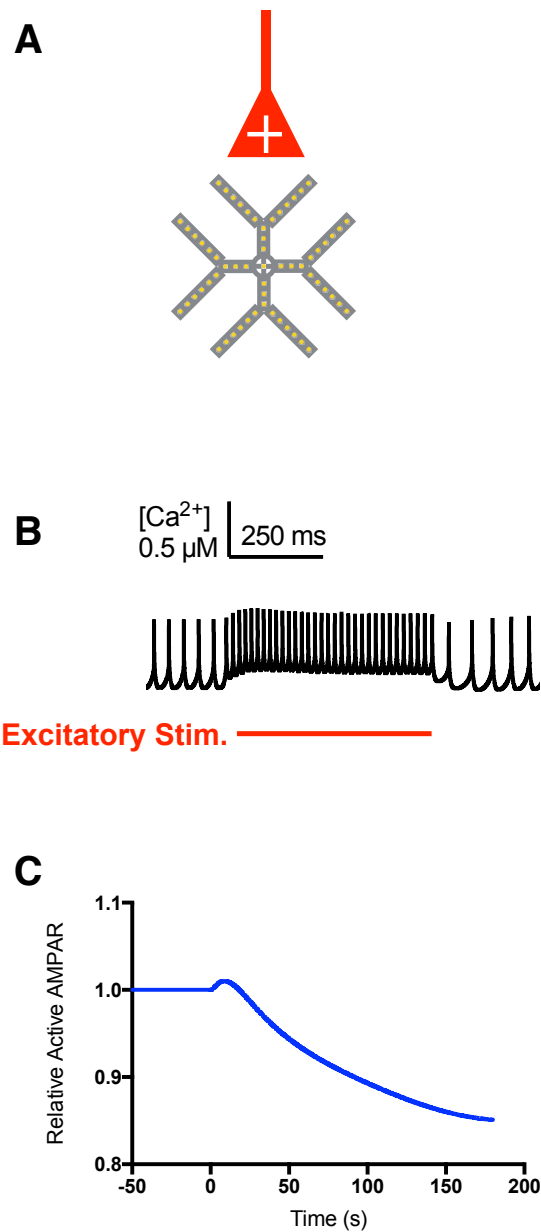 A
B
[Ca²⁺]
0.5 µM
250 ms
Excitatory Stim.
C
Relative Active AMPAR
1.1
1.0
0.9
0.8
-50
0
50
100
150
200
Time (s)